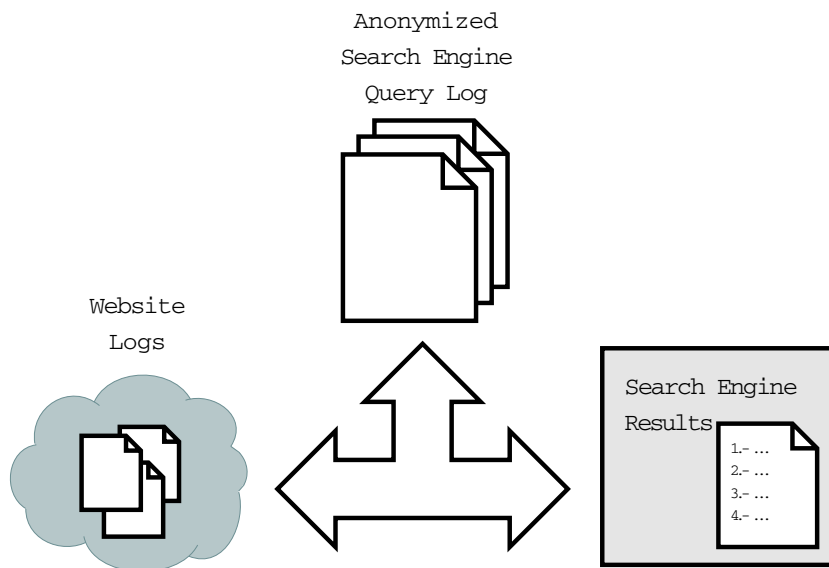 Anonymized
Search Engine
Query Log
Website
Logs
Search Engine
Results
1.- ...
2.- ...
3.- ...
4.- ...